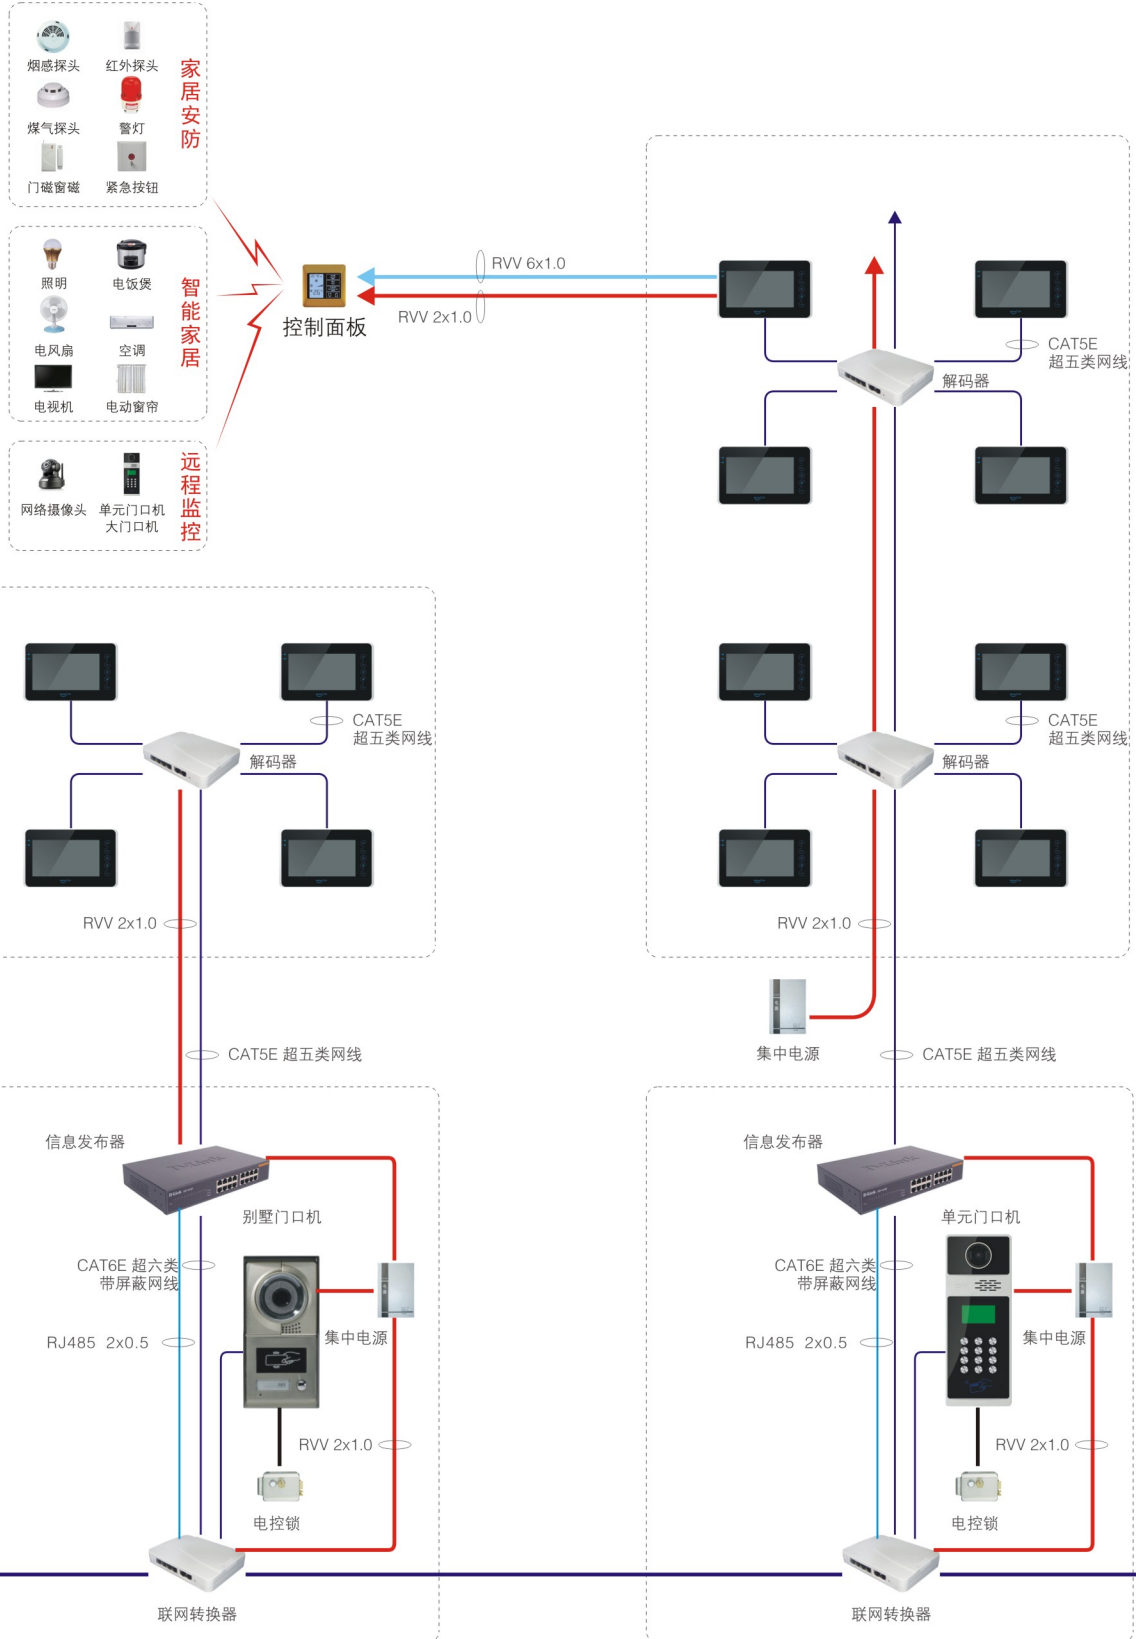 烟感探头
红外探头
煤气探头
警灯
门磁窗磁
紧急按钮
家居安防
照明
电饭煲
电风扇
空调
电视机
电动窗帘
智能家居
网络摄像头
单元门口机
大门口机
远程监控
控制面板
RVV 6x1.0
RVV 2x1.0
CAT5E
超五类网线
解码器
CAT5E
超五类网线
解码器
RVV 2x1.0
CAT5E
超五类网线
解码器
RVV 2x1.0
集中电源
CAT5E 超五类网线
CAT5E 超五类网线
信息发布器
D-Link
别墅门口机
CAT6E 超六类
带屏蔽网线
RJ485 2x0.5
集中电源
RVV 2x1.0
电控锁
联网转换器
信息发布器
D-Link
单元门口机
CAT6E 超六类
带屏蔽网线
RJ485 2x0.5
集中电源
RVV 2x1.0
电控锁
联网转换器